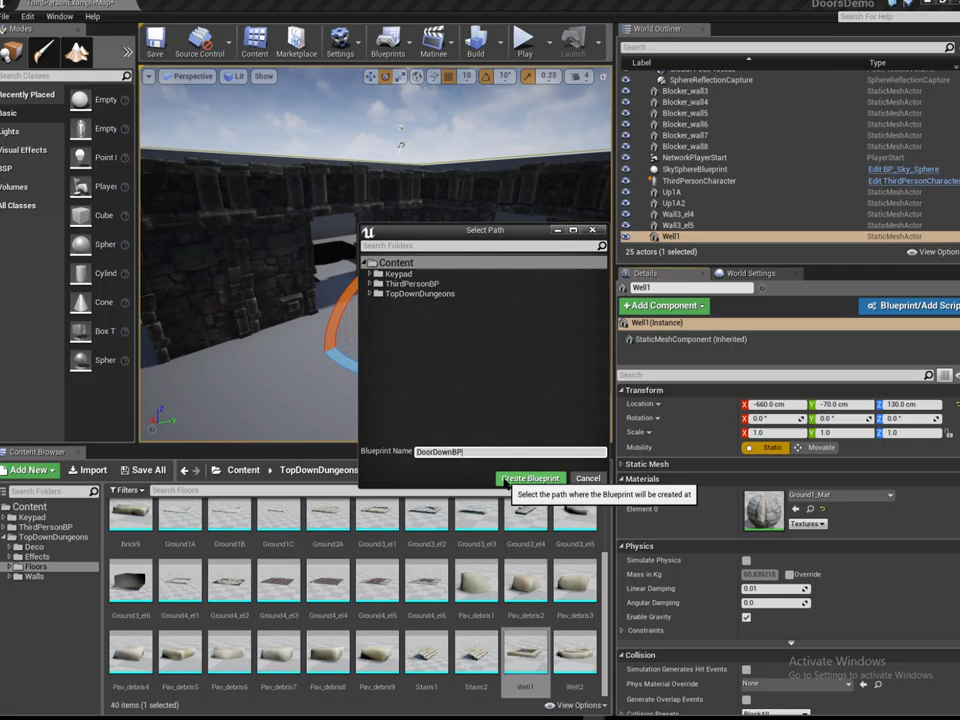 ThirdPersonExampleMap*
DoorsDemo
File Edit Window Help
Search For Help
Modes
Search Classes
Recently Placed
Basic
Lights
Visual Effects
BSP
Volumes
All Classes
Empty
Empty
Point
Player
Cube
Spher
Cylind
Cone
Box T
Spher
Save Source Control Content Marketplace Settings Blueprints Matinee Build Play Launch
Perspective Lit Show
10 10° 0.25 4
Select Path
Search Folders
Content
Keypad
ThirdPersonBP
TopDownDungeons
Blueprint Name DoorDownBP
Create Blueprint Cancel
Select the path where the Blueprint will be created at
World Outliner
Search...
Label Type
SphereReflectionCapture SphereReflectionCapture
Blocker_wall3 StaticMeshActor
Blocker_wall4 StaticMeshActor
Blocker_wall5 StaticMeshActor
Blocker_wall6 StaticMeshActor
Blocker_wall7 StaticMeshActor
Blocker_wall8 StaticMeshActor
NetworkPlayerStart PlayerStart
SkySphereBlueprint Edit BP_Sky_Sphere
ThirdPersonCharacter Edit ThirdPersonCharacter
Up1A StaticMeshActor
Up1A2 StaticMeshActor
Wall3_el4 StaticMeshActor
Wall3_el5 StaticMeshActor
Well1 StaticMeshActor
25 actors (1 selected) View Option
Details World Settings
Well1
+Add Component Blueprint/Add Scrip
Well1(Instance)
StaticMeshComponent (Inherited)
Search
Transform
Location X -660.0 cm Y -70.0 cm Z 130.0 cm
Rotation X 0.0° Y 0.0° Z 0.0°
Scale X 1.0 Y 1.0 Z 1.0
Mobility Static Movable
Static Mesh
Materials
Element 0 Ground1_Mat
Textures
Physics
Simulate Physics
Mass in Kg 60.839218 Override
Linear Damping 0.01
Angular Damping 0.0
Enable Gravity
Constraints
Collision
Simulation Generates Hit Events
Phys Material Override None
Generate Overlap Events
Collision Presets BlockAll
Activate Windows
Go to Settings to activate Windows.
Content Browser
Add New Import Save All Content TopDownDungeons
Search Folders
Content
Keypad
ThirdPersonBP
TopDownDungeons
Deco
Effects
Floors
Walls
Filters Search Floors
Brick9 Ground1A Ground1B Ground1C Ground2A Ground3_el1 Ground3_el2 Ground3_el3 Ground3_el4 Ground3_el5
Ground3_el6 Ground4_el1 Ground4_el2 Ground4_el3 Ground4_el4 Ground4_el5 Ground4_el6 Pav_debris1 Pav_debris2 Pav_debris3
Pav_debris4 Pav_debris5 Pav_debris6 Pav_debris7 Pav_debris8 Pav_debris9 Stairs1 Stairs2 Well1 Well2
40 items (1 selected) View Options